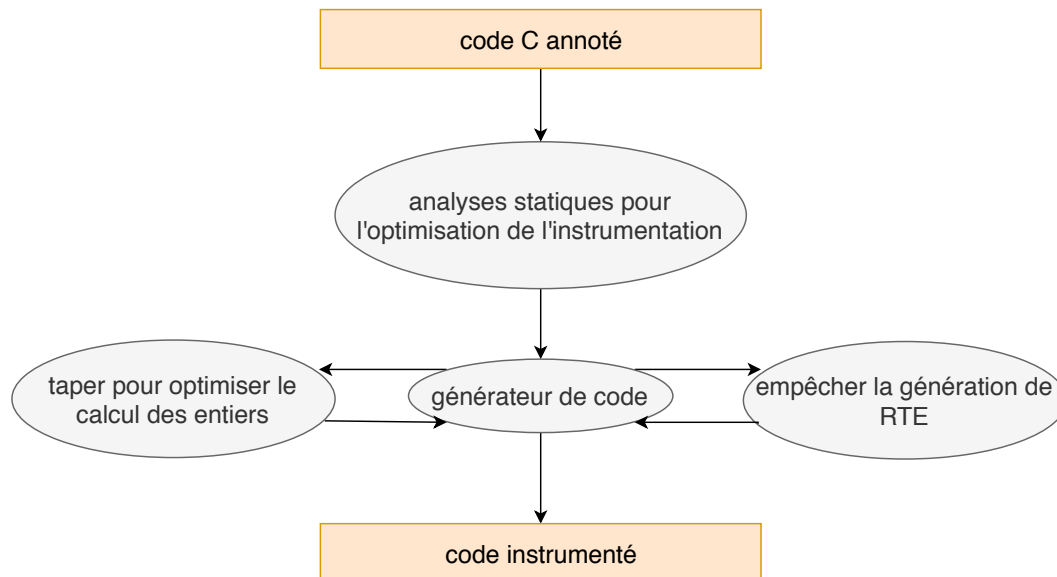 code C annoté
analyses statiques pour
l'optimisation de l'instrumentation
taper pour optimiser le
calcul des entiers
générateur de code
empêcher la génération de
RTE
code instrumenté